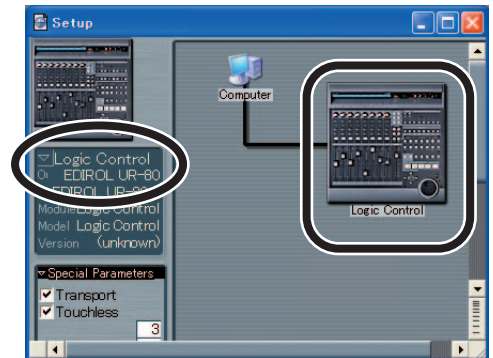 Setup
Computer
Logic Control
Logic Control
EDIROL UR-80
Module Logic Control
Model Logic Control
Version (unknown)
Special Parameters
Transport
Touchless
3